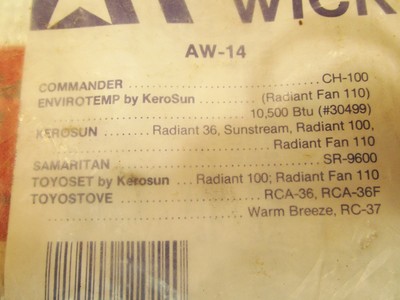 WICK
AW-14
COMMANDER ........................ CH-100
ENVIROTEMP by KeroSun .......... (Radiant Fan 110)
.......................... 10,500 Btu (#30499)
KEROSUN ....... Radiant 36, Sunstream, Radiant 100,
.................................. Radiant Fan 110
SAMARITAN ........................ SR-9600
TOYOSET by Kerosun ... Radiant 100; Radiant Fan 110
TOYOSTOVE ................ RCA-36, RCA-36F
......................... Warm Breeze, RC-37